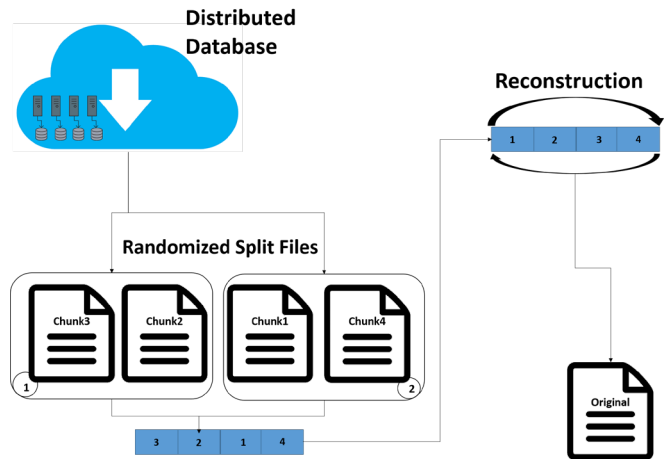 Distributed
Database
Reconstruction
1 2 3 4
Randomized Split Files
Chunk3 Chunk2 Chunk1 Chunk4
1 2
3 2 1 4
Original